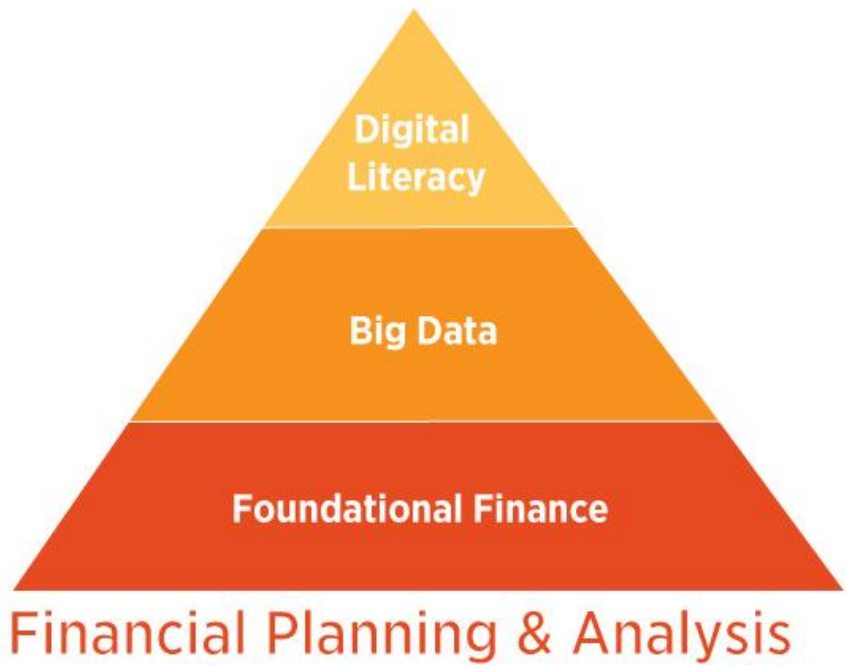 Digital
Literacy
Big Data
Foundational Finance
Financial Planning & Analysis